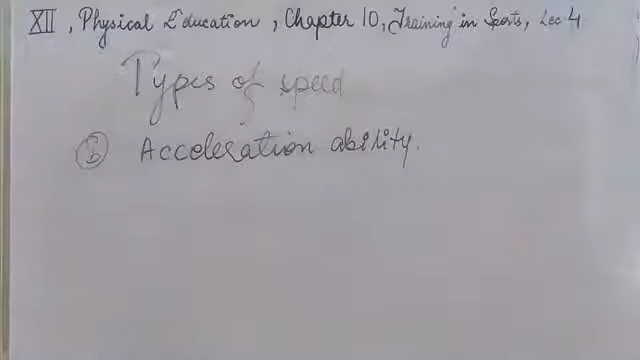 XII, Physical Education, Chapter 10, Training in Sports, Lec 4
Types of speed
b Acceleration ability.